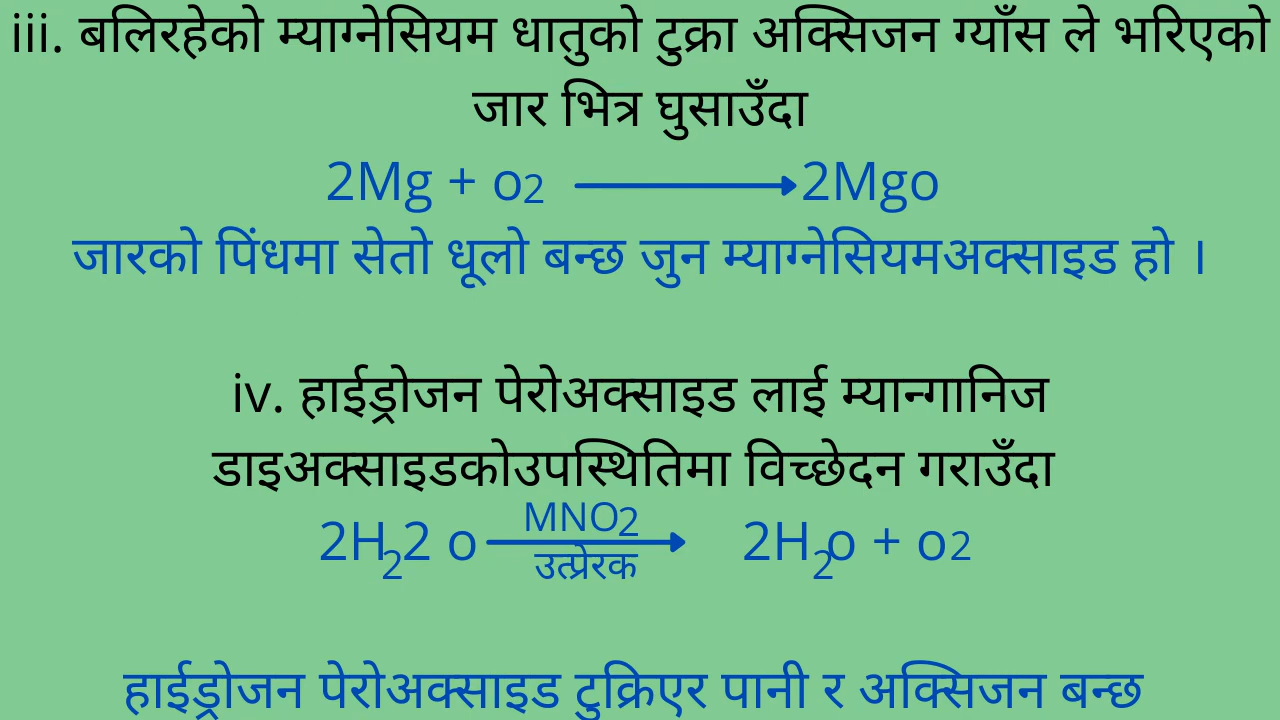 iii. बलिरहेको म्याग्नेसियम धातुको टुक्रा अक्सिजन ग्याँस ले भरिएको
जार भित्र घुसाउँदा
2Mg + o2 → 2Mgo
जारको पिंधमा सेतो धूलो बन्छ जुन म्याग्नेसियमअक्साइड हो ।
iv. हाईड्रोजन पेरोअक्साइड लाई म्यान्गानिज
डाइअक्साइडकोउपस्थितिमा विच्छेदन गराउँदा
MNO2
2H22 o → 2H2o + o2
उत्प्रेरक
हाईड्रोजन पेरोअक्साइड टुक्रिएर पानी र अक्सिजन बन्छ